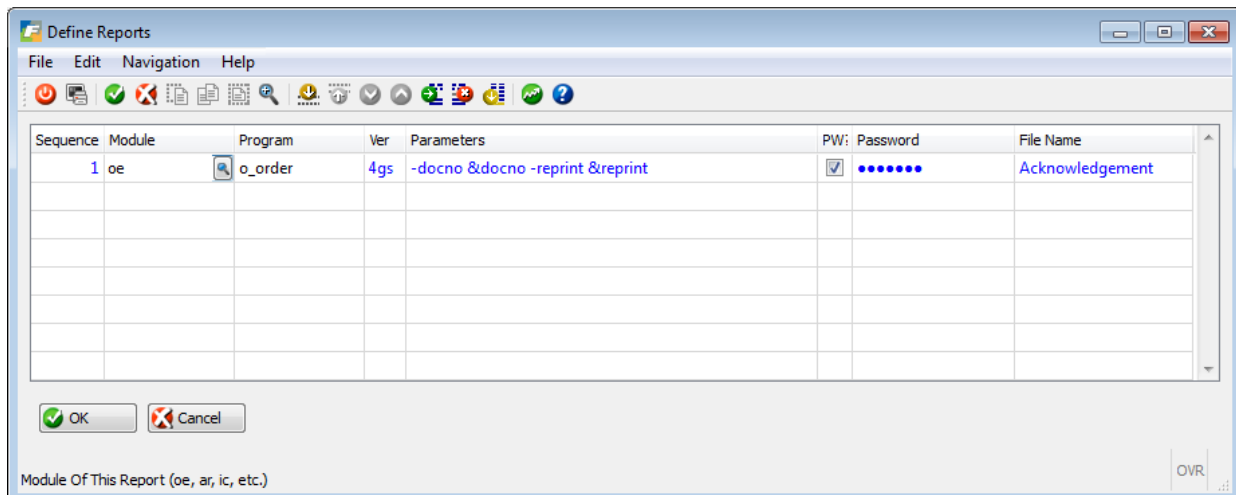 Define Reports
File Edit Navigation Help
Sequence Module Program Ver Parameters PW? Password File Name
1 oe o_order 4gs -docno &docno -reprint &reprint ●●●●●●● Acknowledgement
OK Cancel
Module Of This Report (oe, ar, ic, etc.)
OVR